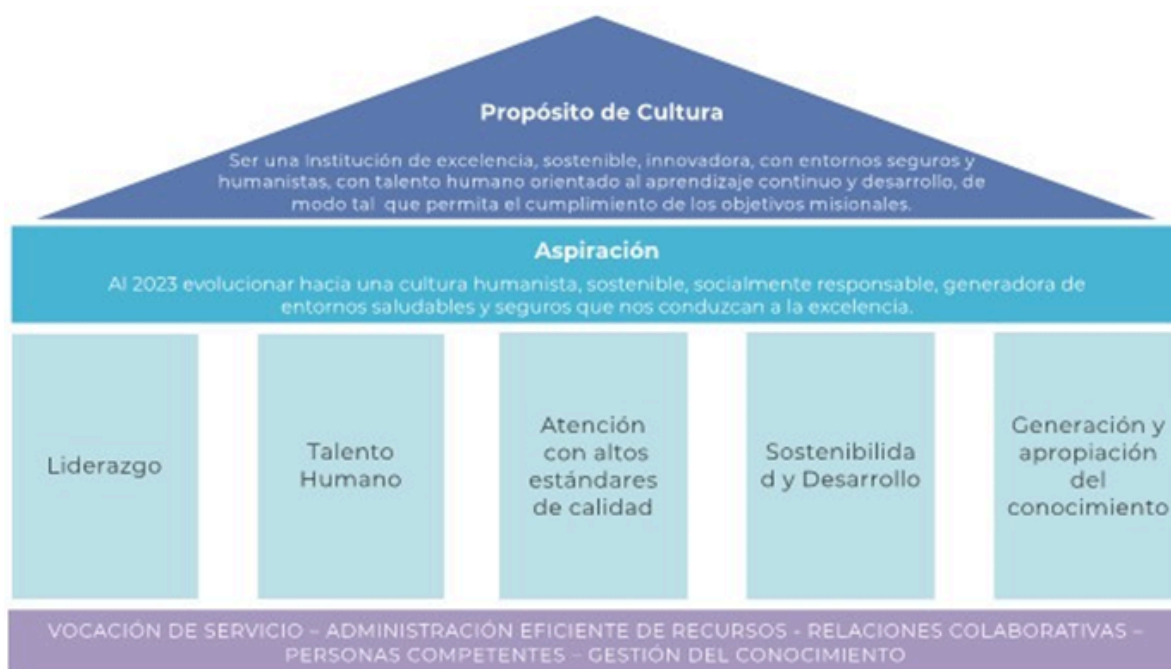 Propósito de Cultura
Ser una Institución de excelencia, sostenible, innovadora, con entornos seguros y
humanistas, con talento humano orientado al aprendizaje continuo y desarrollo, de
modo tal que permita el cumplimiento de los objetivos misionales.
Aspiración
Al 2023 evolucionar hacia una cultura humanista, sostenible, socialmente responsable, generadora de
entornos saludables y seguros que nos conduzcan a la excelencia.
Liderazgo
Talento
Humano
Atención
con altos
estándares
de calidad
Sostenibilida
d y Desarrollo
Generación y
apropiación
del
conocimiento
VOCACIÓN DE SERVICIO – ADMINISTRACIÓN EFICIENTE DE RECURSOS - RELACIONES COLABORATIVAS –
PERSONAS COMPETENTES – GESTIÓN DEL CONOCIMIENTO